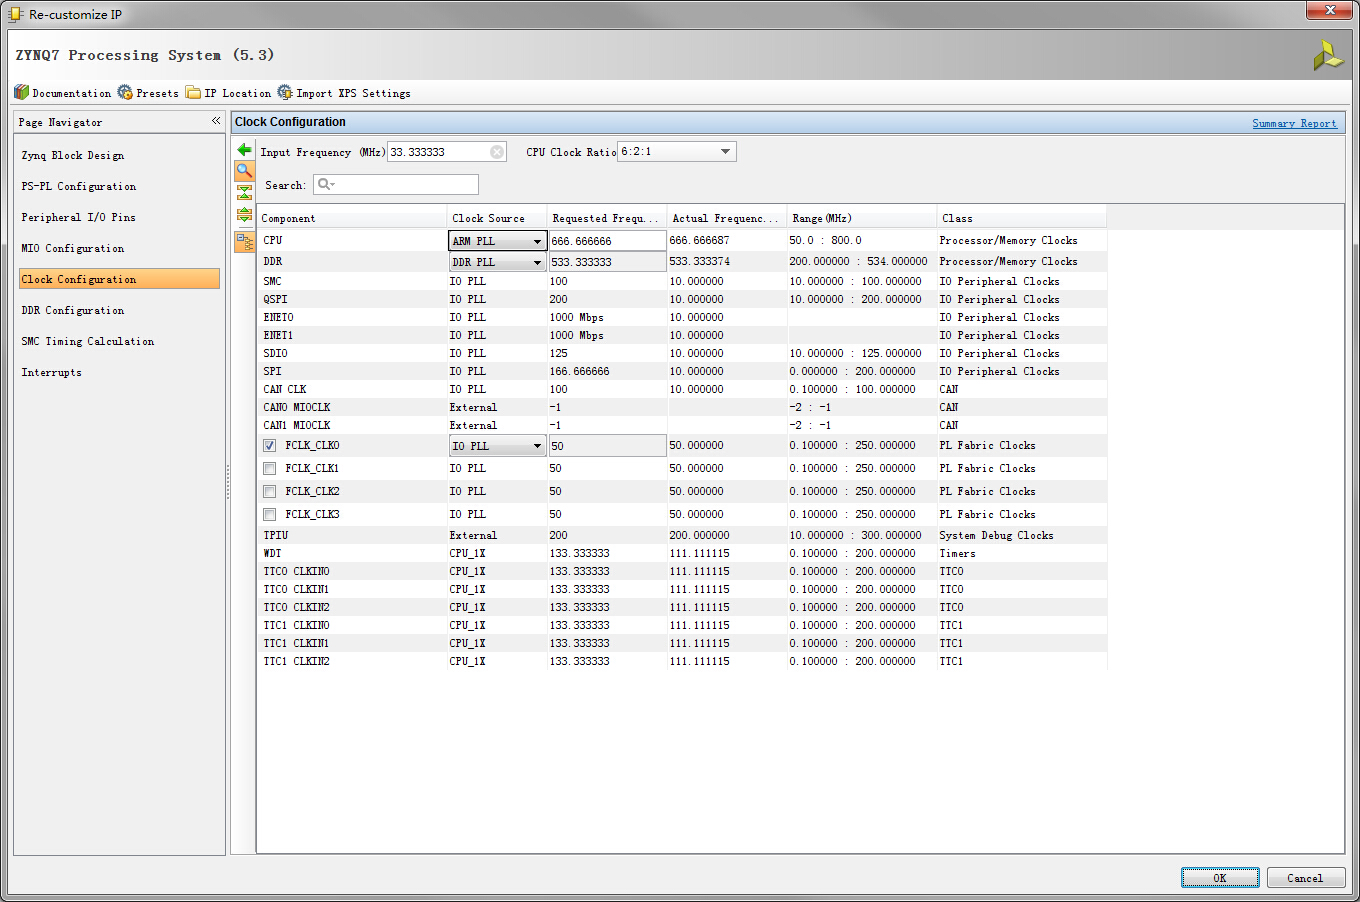 Re-customize IP
ZYNQ7 Processing System (5.3)
Documentation Presets IP Location Import XPS Settings
Page Navigator
Zynq Block Design
PS-PL Configuration
Peripheral I/O Pins
MIO Configuration
Clock Configuration
DDR Configuration
SMC Timing Calculation
Interrupts
Clock Configuration Summary Report
Input Frequency (MHz) 33.333333 CPU Clock Ratio 6:2:1
Search:
Component Clock Source Requested Frequ... Actual Frequenc... Range(MHz) Class
CPU ARM PLL 666.666666 666.666687 50.0 : 800.0 Processor/Memory Clocks
DDR DDR PLL 533.333333 533.333374 200.000000 : 534.000000 Processor/Memory Clocks
SMC IO PLL 100 10.000000 10.000000 : 100.000000 IO Peripheral Clocks
QSPI IO PLL 200 10.000000 10.000000 : 200.000000 IO Peripheral Clocks
ENET0 IO PLL 1000 Mbps 10.000000 IO Peripheral Clocks
ENET1 IO PLL 1000 Mbps 10.000000 IO Peripheral Clocks
SDIO IO PLL 125 10.000000 10.000000 : 125.000000 IO Peripheral Clocks
SPI IO PLL 166.666666 10.000000 0.000000 : 200.000000 IO Peripheral Clocks
CAN CLK IO PLL 100 10.000000 0.100000 : 100.000000 CAN
CAN0 MIOCLK External -1 -2 : -1 CAN
CAN1 MIOCLK External -1 -2 : -1 CAN
FCLK_CLK0 IO PLL 50 50.000000 0.100000 : 250.000000 PL Fabric Clocks
FCLK_CLK1 IO PLL 50 50.000000 0.100000 : 250.000000 PL Fabric Clocks
FCLK_CLK2 IO PLL 50 50.000000 0.100000 : 250.000000 PL Fabric Clocks
FCLK_CLK3 IO PLL 50 50.000000 0.100000 : 250.000000 PL Fabric Clocks
TPIU External 200 200.000000 10.000000 : 300.000000 System Debug Clocks
WDT CPU_1X 133.333333 111.111115 0.100000 : 200.000000 Timers
TTC0 CLKIN0 CPU_1X 133.333333 111.111115 0.100000 : 200.000000 TTC0
TTC0 CLKIN1 CPU_1X 133.333333 111.111115 0.100000 : 200.000000 TTC0
TTC0 CLKIN2 CPU_1X 133.333333 111.111115 0.100000 : 200.000000 TTC0
TTC1 CLKIN0 CPU_1X 133.333333 111.111115 0.100000 : 200.000000 TTC1
TTC1 CLKIN1 CPU_1X 133.333333 111.111115 0.100000 : 200.000000 TTC1
TTC1 CLKIN2 CPU_1X 133.333333 111.111115 0.100000 : 200.000000 TTC1
OK Cancel